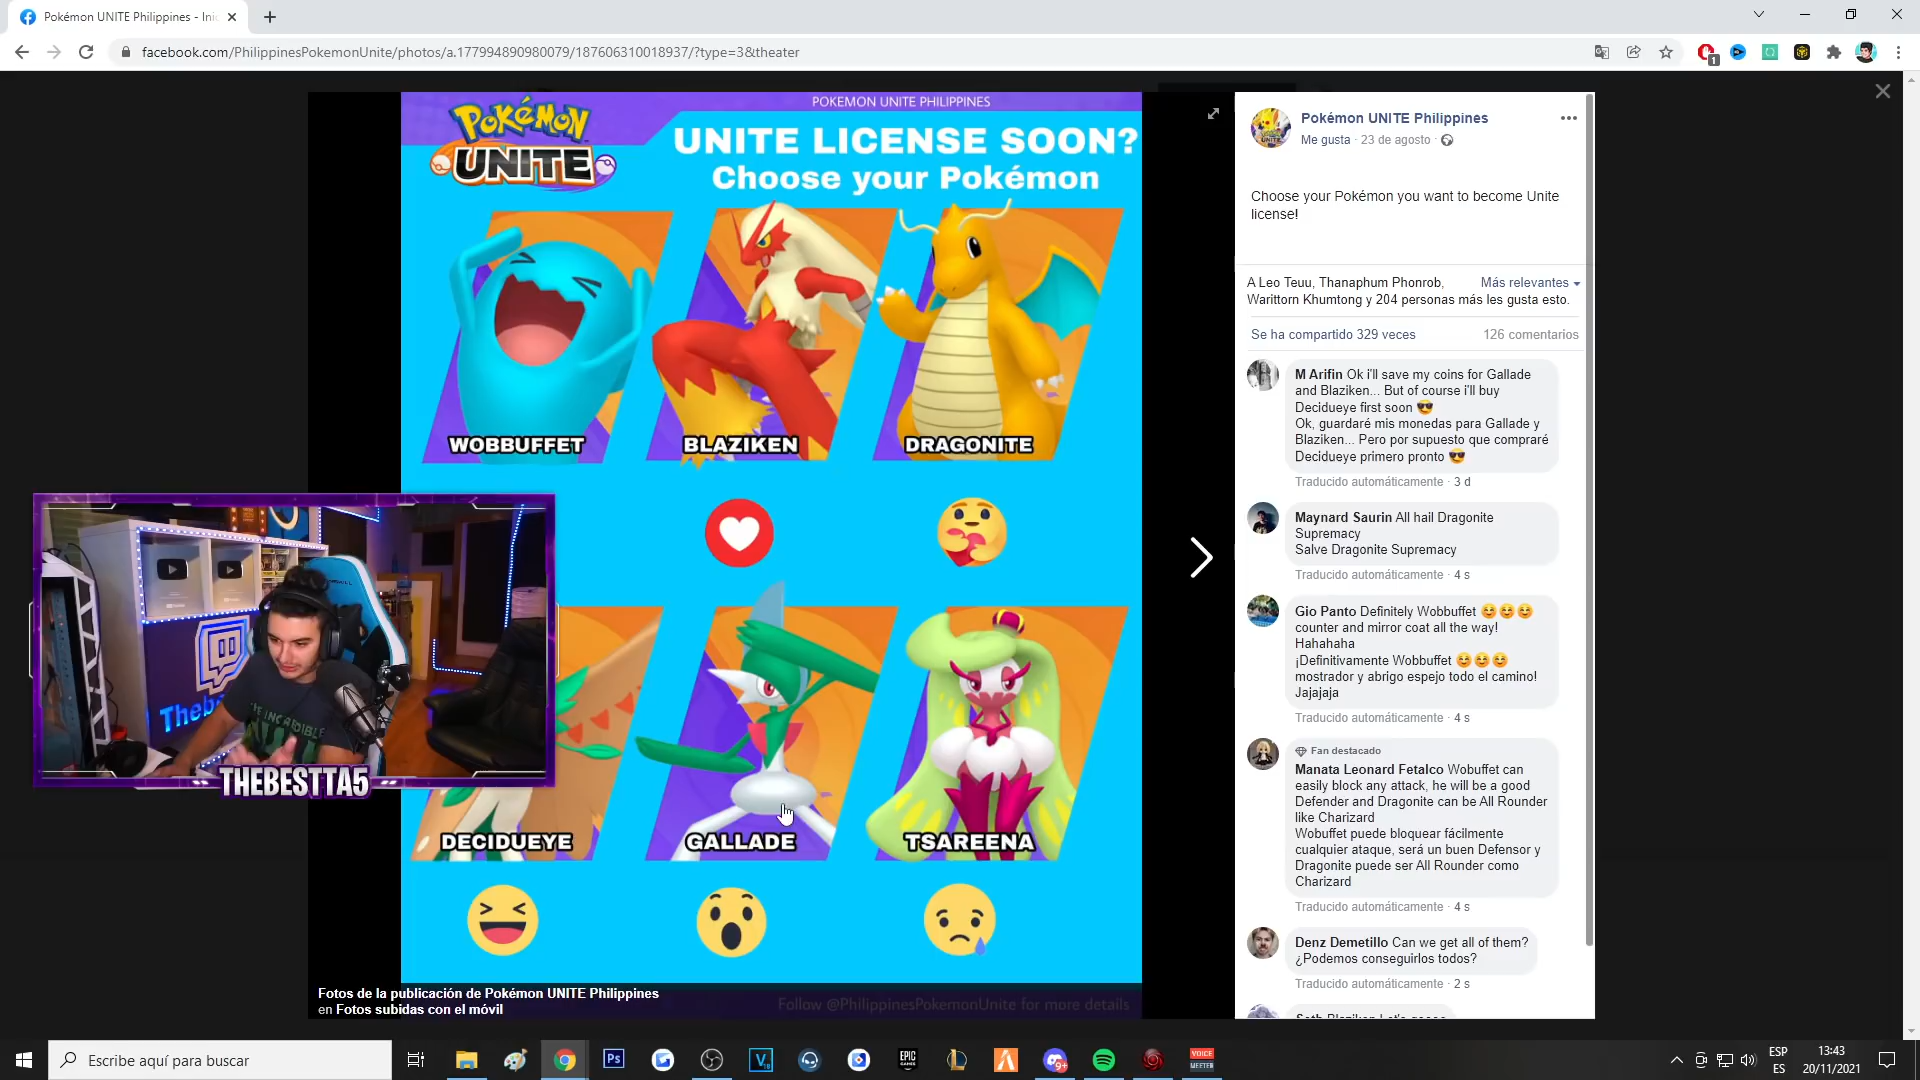 Pokémon UNITE Philippines - Inic
facebook.com/PhilippinesPokemonUnite/photos/a.177994890980079/187606310018937/?type=3&theater
1
POKEMON UNITE PHILIPPINES
Pokémon
UNITE
UNITE LICENSE SOON?
Choose your Pokémon
WOBBUFFET
BLAZIKEN
DRAGONITE
THEBESTTA5
DECIDUEYE
GALLADE
TSAREENA
Fotos de la publicación de Pokémon UNITE Philippines
en Fotos subidas con el móvil
Follow @PhilippinesPokemonUnite for more details
Pokémon UNITE Philippines
Me gusta · 23 de agosto ·
Choose your Pokémon you want to become Unite
license!
A Leo Teuu, Thanaphum Phonrob,
Más relevantes
Warittorn Khumtong y 204 personas más les gusta esto.
Se ha compartido 329 veces
126 comentarios
M Arifin Ok i'll save my coins for Gallade
and Blaziken... But of course i'll buy
Decidueye first soon 😎
Ok, guardaré mis monedas para Gallade y
Blaziken... Pero por supuesto que compraré
Decidueye primero pronto 😎
Traducido automáticamente · 3 d
Maynard Saurin All hail Dragonite
Supremacy
Salve Dragonite Supremacy
Traducido automáticamente · 4 s
Gio Panto Definitely Wobbuffet 😊😊😊
counter and mirror coat all the way!
Hahahaha
¡Definitivamente Wobbuffet 😊😊😊
mostrador y abrigo espejo todo el camino!
Jajajaja
Traducido automáticamente · 4 s
Fan destacado
Manata Leonard Fetalco Wobuffet can
easily block any attack, he will be a good
Defender and Dragonite can be All Rounder
like Charizard
Wobuffet puede bloquear fácilmente
cualquier ataque, será un buen Defensor y
Dragonite puede ser All Rounder como
Charizard
Traducido automáticamente · 4 s
Denz Demetillo Can we get all of them?
¿Podemos conseguirlos todos?
Traducido automáticamente · 2 s
Escribe aquí para buscar
Ps
EPIC
GAMES
9+
VOICE
MEETER
ESP
ES
13:43
20/11/2021